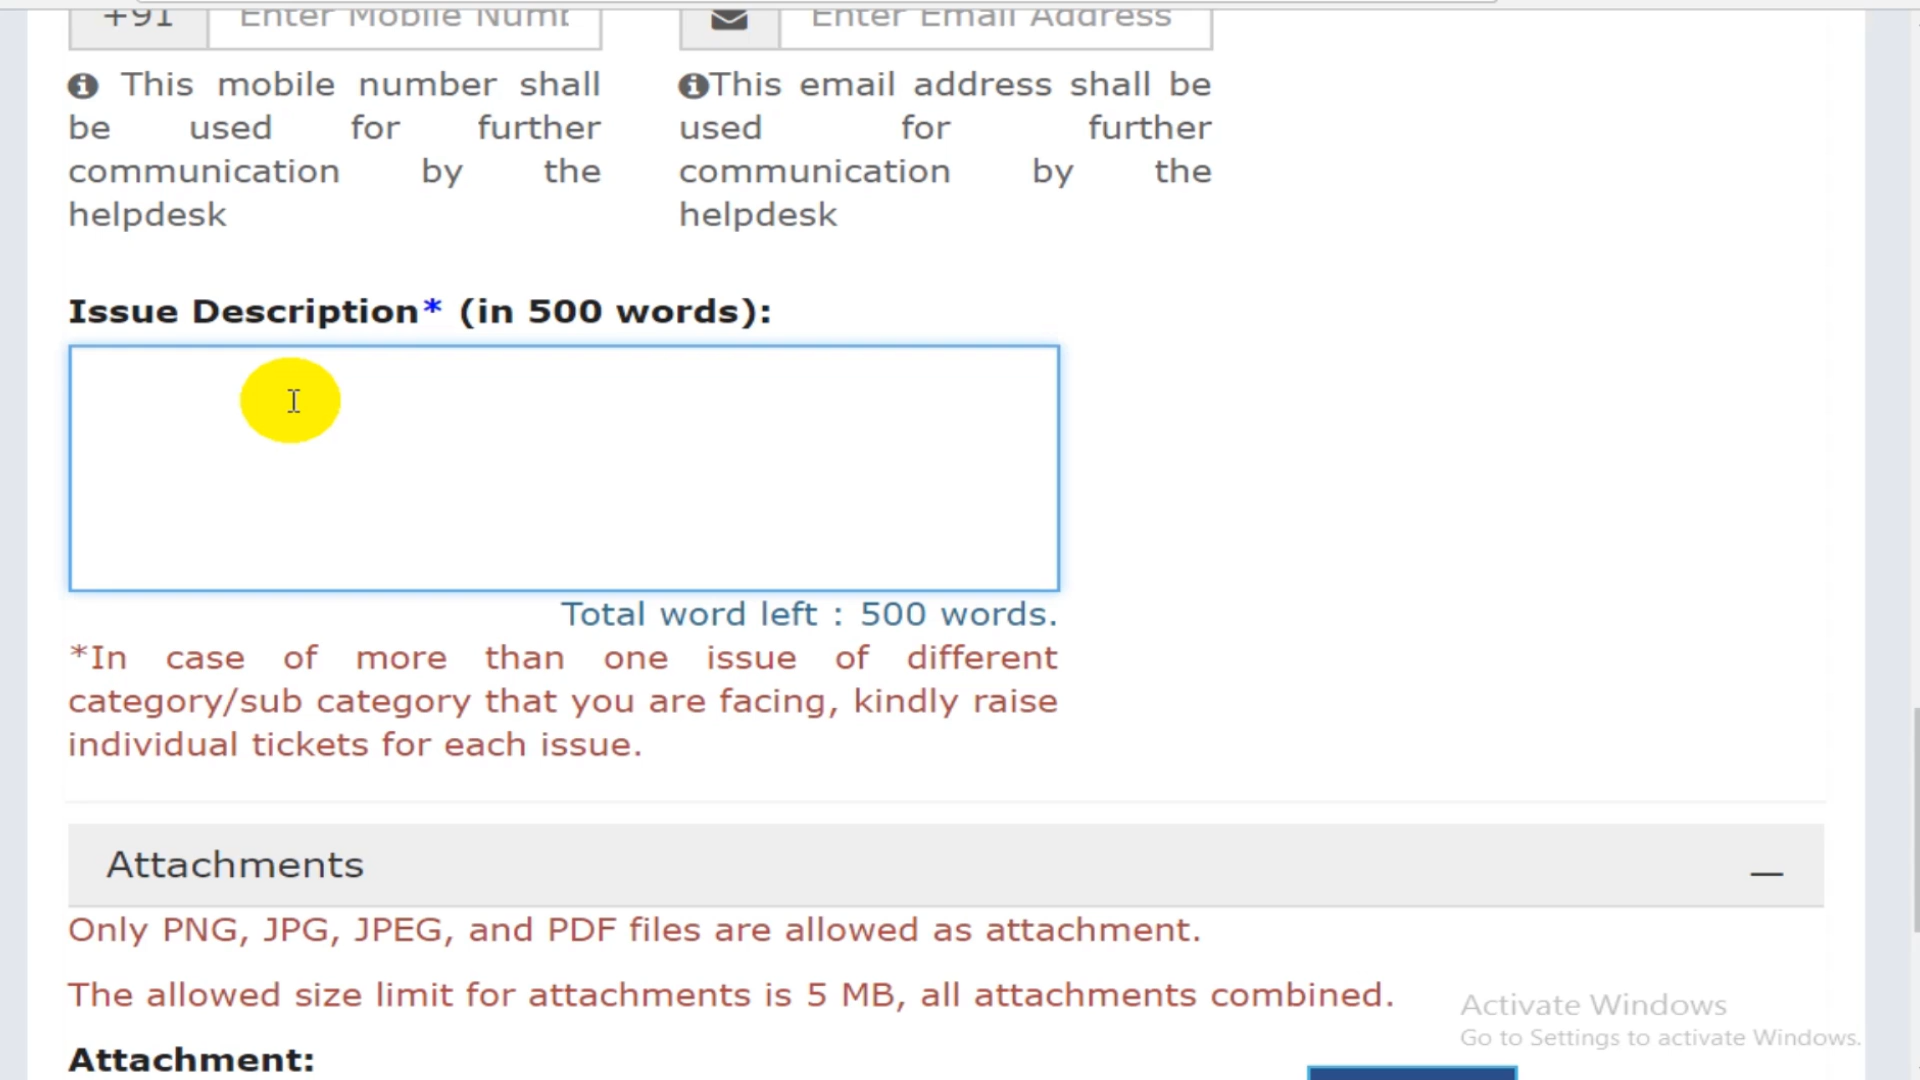 +91 Enter Mobile Numb Enter Email Address
This mobile number shall
be used for further
communication by the
helpdesk
This email address shall be
used for further
communication by the
helpdesk
Issue Description* (in 500 words):
Total word left : 500 words.
*In case of more than one issue of different
category/sub category that you are facing, kindly raise
individual tickets for each issue.
Attachments
Only PNG, JPG, JPEG, and PDF files are allowed as attachment.
The allowed size limit for attachments is 5 MB, all attachments combined.
Activate Windows
Go to Settings to activate Windows.
Attachment: